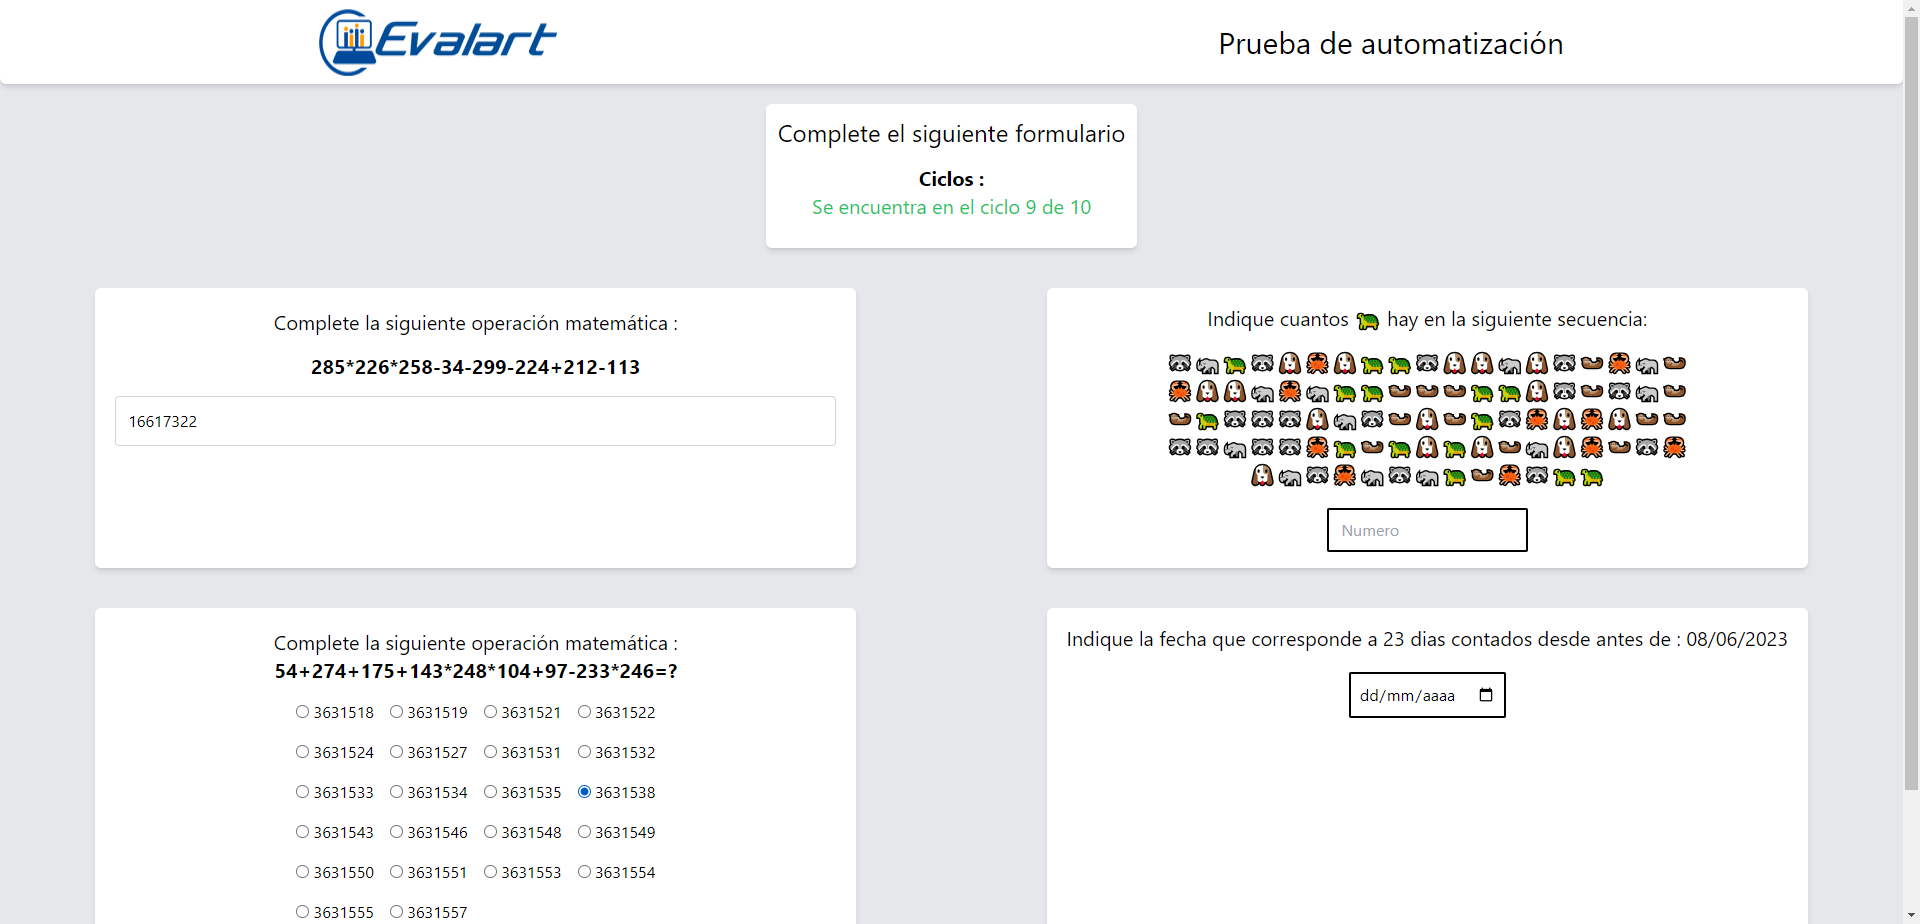 Evalart
Prueba de automatización
Complete el siguiente formulario
Ciclos :
Se encuentra en el ciclo 9 de 10
Complete la siguiente operación matemática :
285*226*258-34-299-224+212-113
16617322
Indique cuantos 🐢 hay en la siguiente secuencia:
Numero
Complete la siguiente operación matemática :
54+274+175+143*248*104+97-233*246=?
3631518 3631519 3631521 3631522
3631524 3631527 3631531 3631532
3631533 3631534 3631535 3631538
3631543 3631546 3631548 3631549
3631550 3631551 3631553 3631554
3631555 3631557
Indique la fecha que corresponde a 23 dias contados desde antes de : 08/06/2023
dd/mm/aaaa